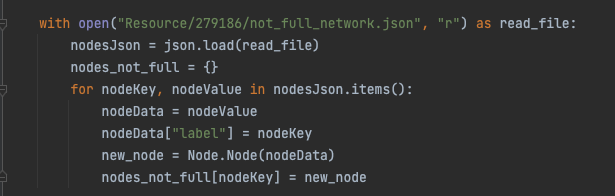 with open("Resource/279186/not_full_network.json", "r") as read_file:
    nodesJson = json.load(read_file)
    nodes_not_full = {}
    for nodeKey, nodeValue in nodesJson.items():
        nodeData = nodeValue
        nodeData["label"] = nodeKey
        new_node = Node.Node(nodeData)
        nodes_not_full[nodeKey] = new_node